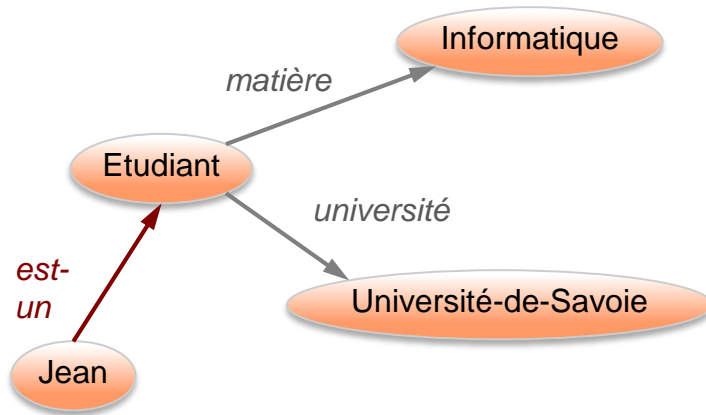 Informatique
matière
Etudiant
université
est-
un
Université-de-Savoie
Jean